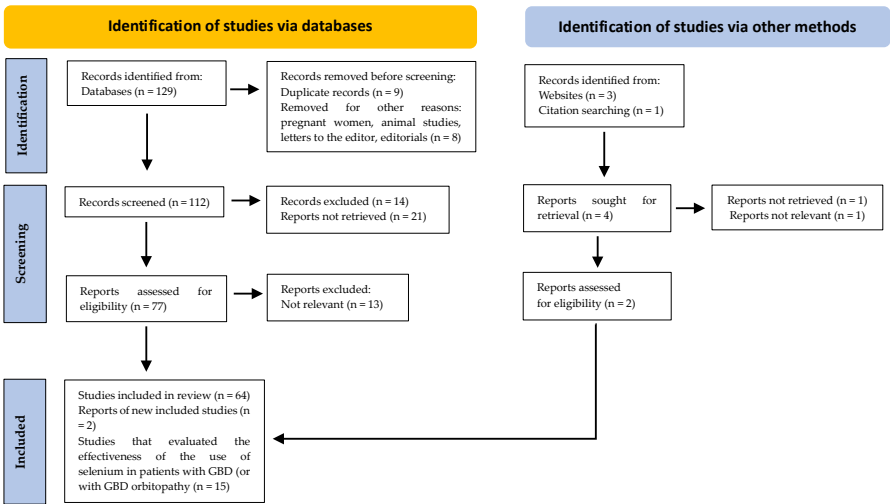 Identification of studies via databases
Identification of studies via other methods
Identification
Records identified from:
Databases (n = 129)
Records removed before screening:
Duplicate records (n = 9)
Removed for other reasons:
pregnant women, animal studies,
letters to the editor, editorials (n = 8)
Records identified from:
Websites (n = 3)
Citation searching (n = 1)
Screening
Records screened (n = 112)
Records excluded (n = 14)
Reports not retrieved (n = 21)
Reports sought for
retrieval (n = 4)
Reports not retrieved (n = 1)
Reports not relevant (n = 1)
Reports assessed for
eligibility (n = 77)
Reports excluded:
Not relevant (n = 13)
Reports assessed
for eligibility (n = 2)
Included
Studies included in review (n = 64)
Reports of new included studies (n
= 2)
Studies that evaluated the
effectiveness of the use of
selenium in patients with GBD (or
with GBD orbitopathy (n = 15)